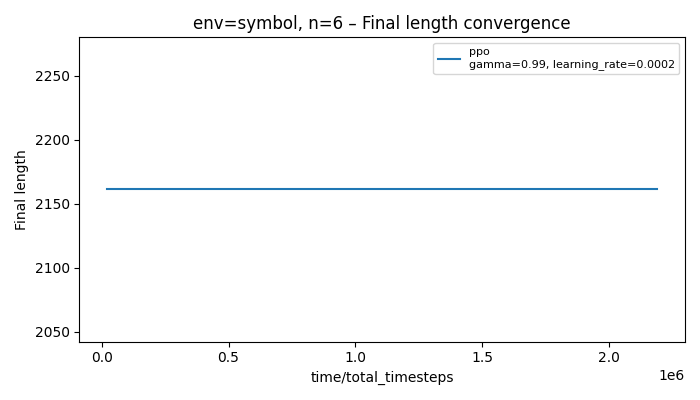 env=symbol, n=6 – Final length convergence
ppo
gamma=0.99, learning_rate=0.0002
Final length
2250
2200
2150
2100
2050
0.0
0.5
1.0
1.5
2.0
1e6
time/total_timesteps